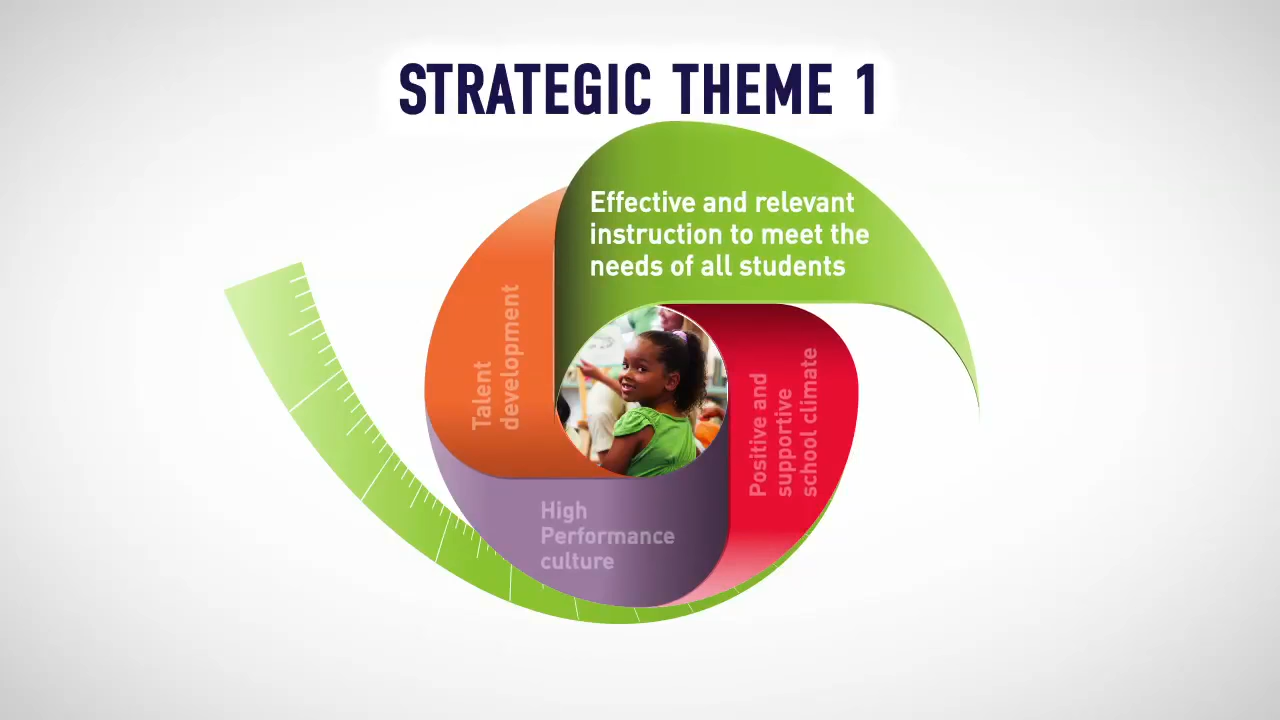 STRATEGIC THEME 1
Effective and relevant
instruction to meet the
needs of all students
Talent
development
Positive and
supportive
school climate
High
Performance
culture